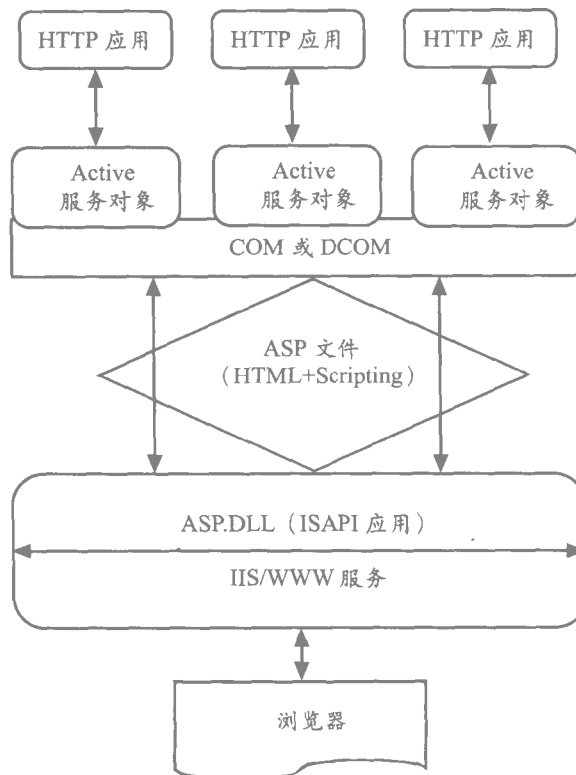 HTTP 应用
HTTP 应用
HTTP 应用
Active
服务对象
Active
服务对象
Active
服务对象
COM 或 DCOM
ASP 文件
(HTML+Scripting)
ASP.DLL (ISAPI 应用)
IIS/WWW 服务
浏览器